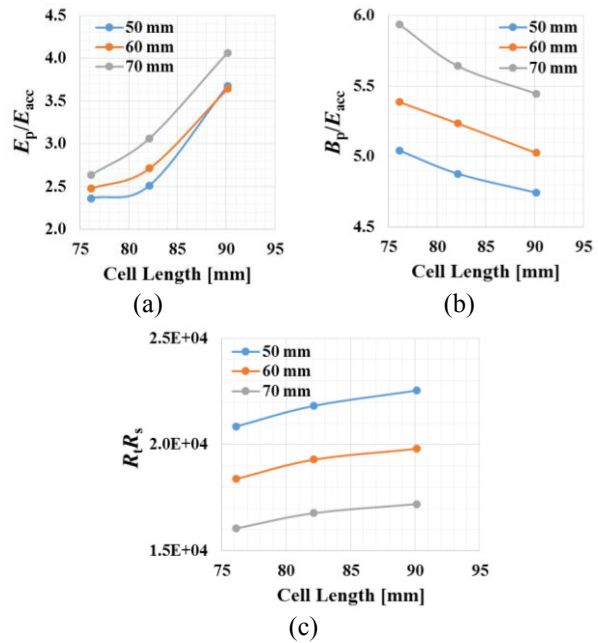 4.5
4.0
3.5
3.0
2.5
2.0
Ep/Eacc
50 mm
60 mm
70 mm
75 80 85 90 95
Cell Length [mm]
(a)
6.0
5.5
5.0
4.5
Bp/Eacc
50 mm
60 mm
70 mm
75 80 85 90 95
Cell Length [mm]
(b)
2.5E+04
2.0E+04
1.5E+04
RtRs
50 mm
60 mm
70 mm
75 80 85 90 95
Cell Length [mm]
(c)